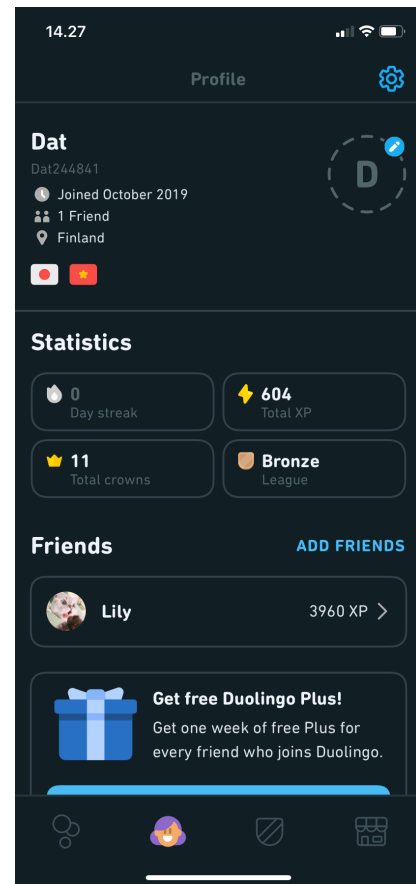 14.27
Profile
Dat
Dat244841
Joined October 2019
1 Friend
Finland
D
Statistics
0
Day streak
604
Total XP
11
Total crowns
Bronze
League
Friends
ADD FRIENDS
Lily
3960 XP
Get free Duolingo Plus!
Get one week of free Plus for
every friend who joins Duolingo.